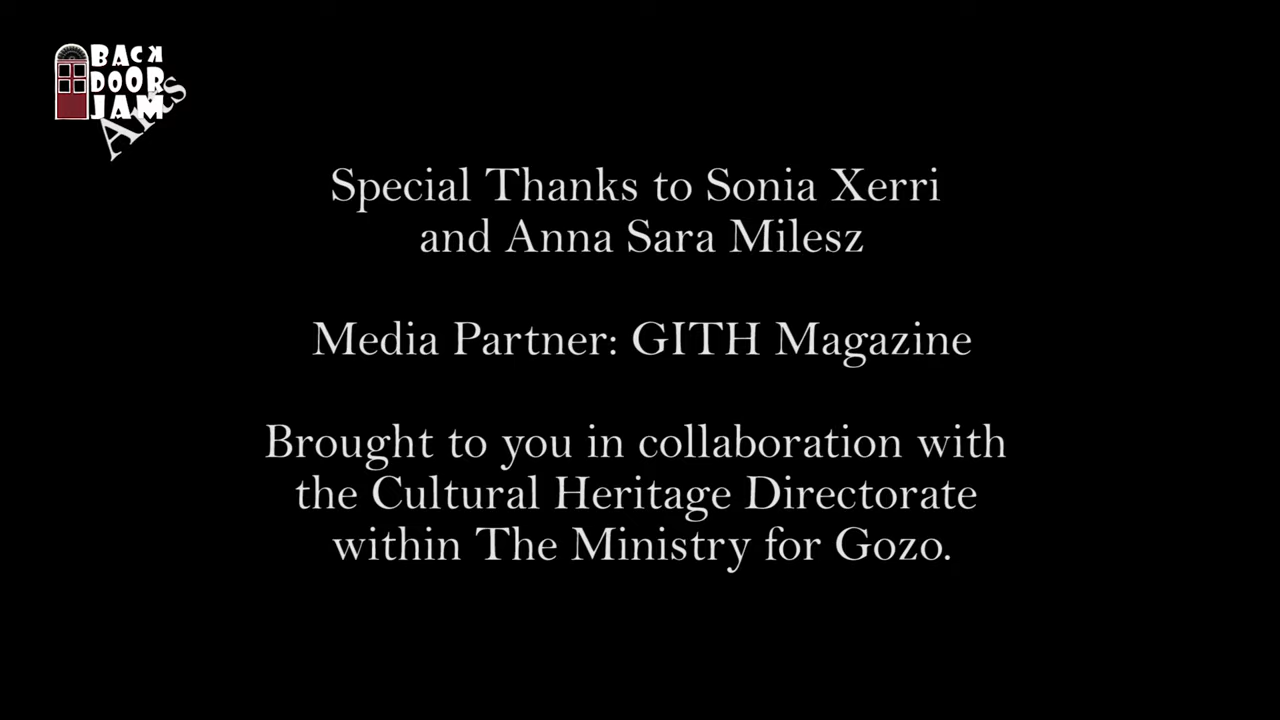 BACK
DOOR
JAM
Arts
Special Thanks to Sonia Xerri
and Anna Sara Milesz
Media Partner: GITH Magazine
Brought to you in collaboration with
the Cultural Heritage Directorate
within The Ministry for Gozo.